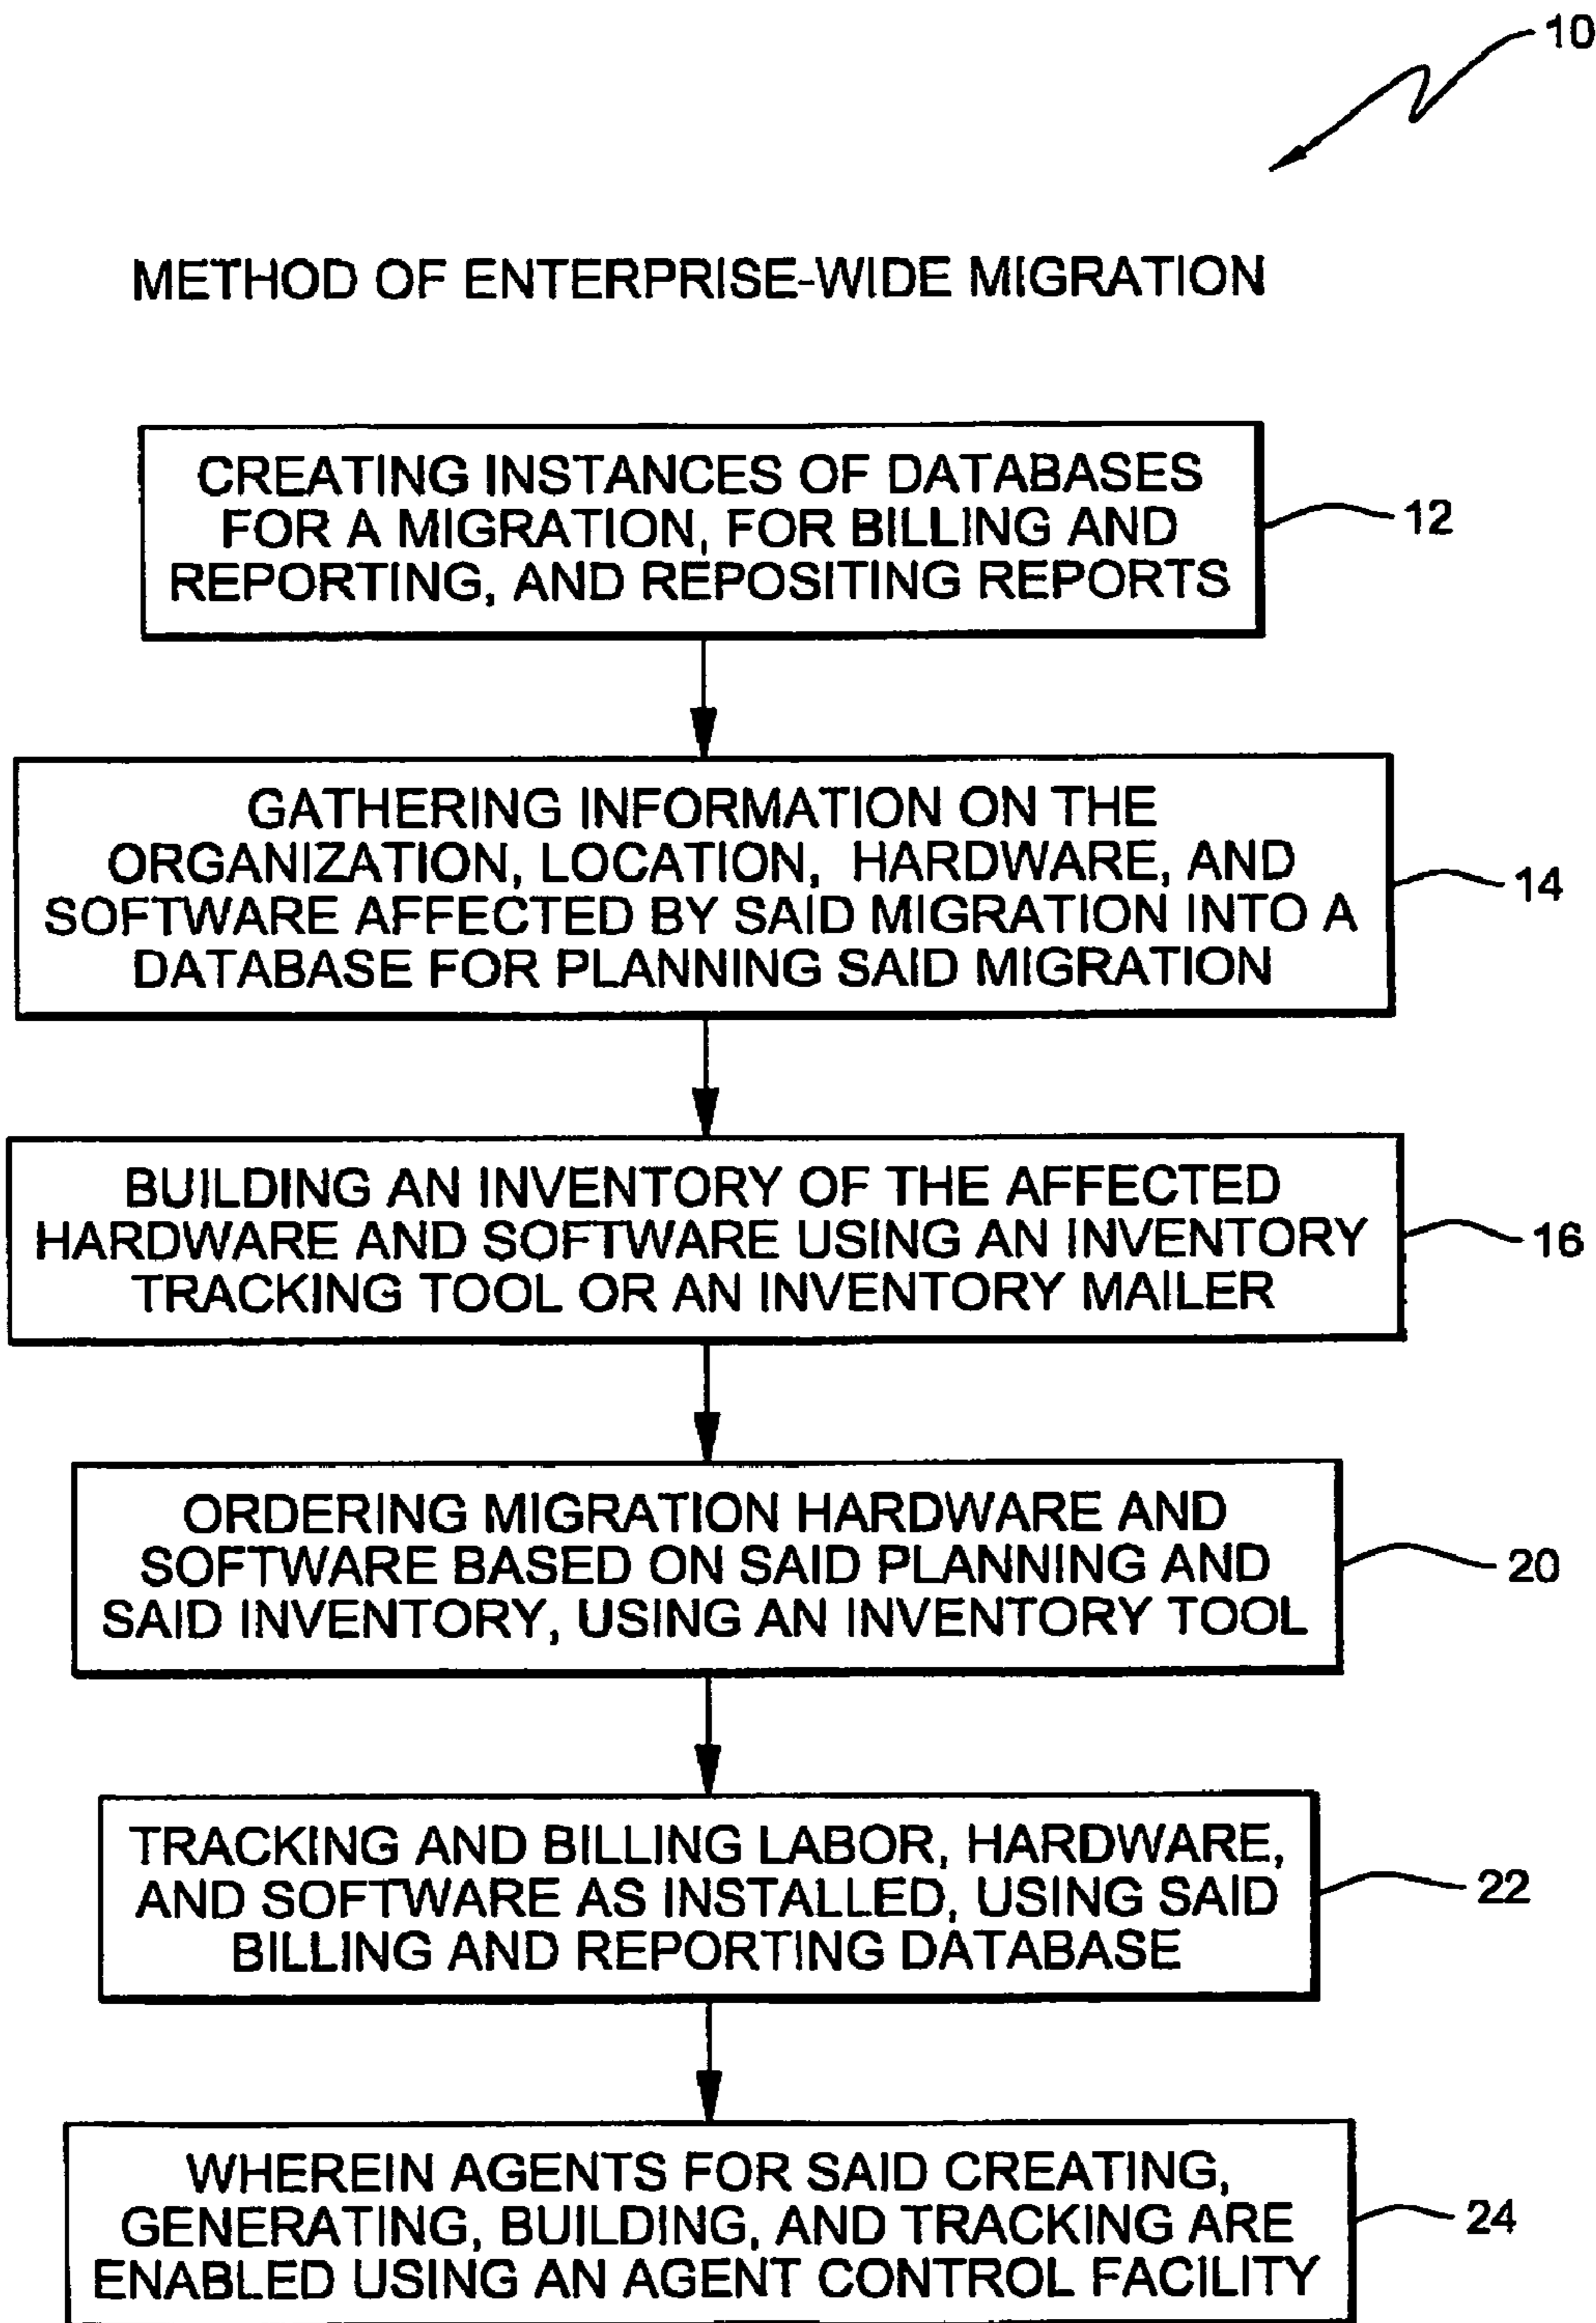 10
METHOD OF ENTERPRISE-WIDE MIGRATION
CREATING INSTANCES OF DATABASES
FOR A MIGRATION, FOR BILLING AND
REPORTING, AND REPOSITING REPORTS
12
GATHERING INFORMATION ON THE
ORGANIZATION, LOCATION, HARDWARE, AND
SOFTWARE AFFECTED BY SAID MIGRATION INTO A
DATABASE FOR PLANNING SAID MIGRATION
14
BUILDING AN INVENTORY OF THE AFFECTED
HARDWARE AND SOFTWARE USING AN INVENTORY
TRACKING TOOL OR AN INVENTORY MAILER
16
ORDERING MIGRATION HARDWARE AND
SOFTWARE BASED ON SAID PLANNING AND
SAID INVENTORY, USING AN INVENTORY TOOL
20
TRACKING AND BILLING LABOR, HARDWARE,
AND SOFTWARE AS INSTALLED, USING SAID
BILLING AND REPORTING DATABASE
22
WHEREIN AGENTS FOR SAID CREATING,
GENERATING, BUILDING, AND TRACKING ARE
ENABLED USING AN AGENT CONTROL FACILITY
24